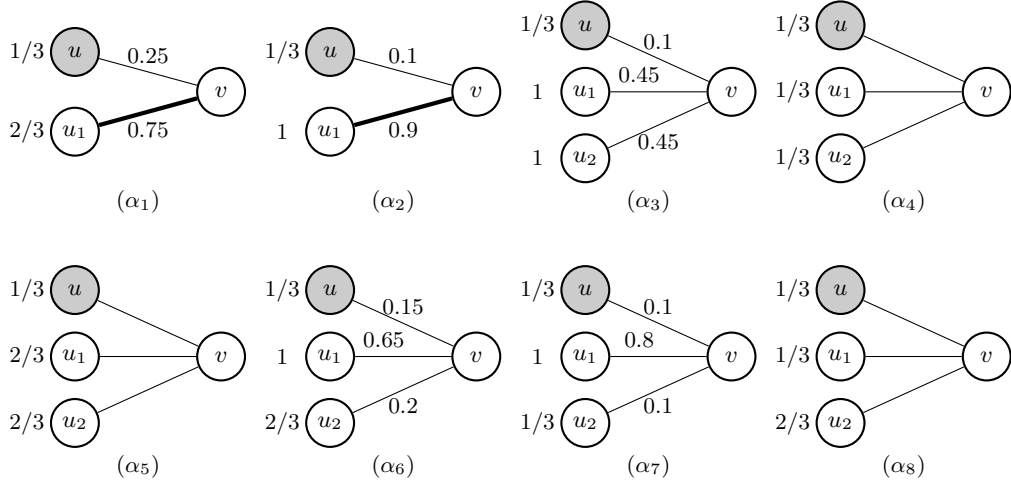 1/3 u 0.25 v
2/3 u1 0.75
(α1)
1/3 u 0.1 v
1 u1 0.9
(α2)
1/3 u 0.1
1 u1 0.45 v
1 u2 0.45
(α3)
1/3 u
1/3 u1 v
1/3 u2
(α4)
1/3 u
2/3 u1 v
2/3 u2
(α5)
1/3 u 0.15
1 u1 0.65 v
2/3 u2 0.2
(α6)
1/3 u 0.1
1 u1 0.8 v
1/3 u2 0.1
(α7)
1/3 u
1/3 u1 v
2/3 u2
(α8)